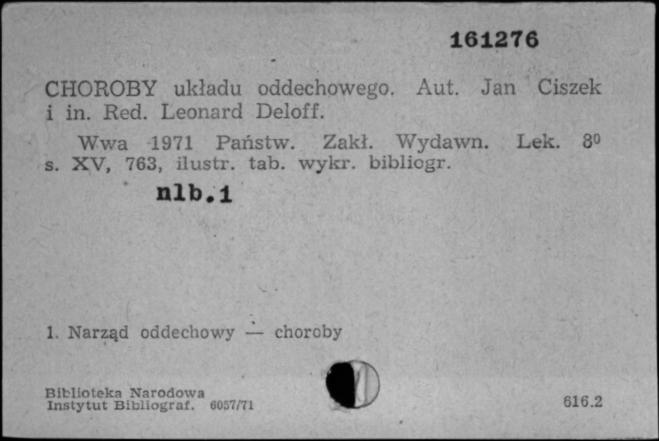 161276
CHOROBY układu oddechowego. Aut. Jan Ciszek
i in. Red. Leonard Deloff.
Wwa 1971 Państw. Zakł. Wydawn. Lek. 8⁰
s. XV, 763, ilustr. tab. wykr. bibliogr.
nlb.1
1. Narząd oddechowy — choroby
Biblioteka Narodowa
Instytut Bibliograf. 6057/71
616.2